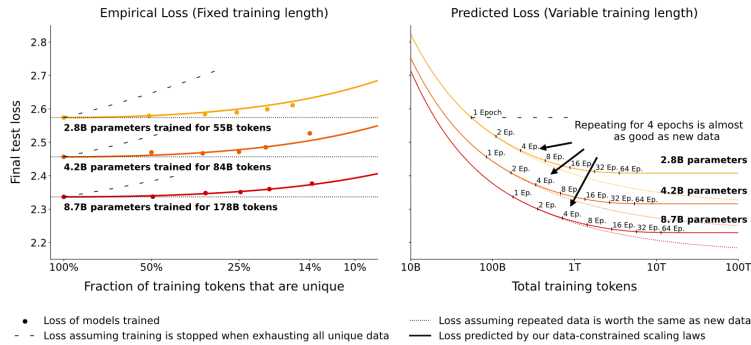 Empirical Loss (Fixed training length)
2.8
2.7
2.6
2.5
2.4
2.3
2.2
Final test loss
2.8B parameters trained for 55B tokens
4.2B parameters trained for 84B tokens
8.7B parameters trained for 178B tokens
100%
50%
25%
14%
10%
Fraction of training tokens that are unique
Predicted Loss (Variable training length)
1 Epoch
Repeating for 4 epochs is almost
as good as new data
2 Ep.
4 Ep.
8 Ep.
16 Ep.
32 Ep.
64 Ep.
2.8B parameters
1 Ep.
2 Ep.
4 Ep.
8 Ep.
16 Ep.
32 Ep.
64 Ep.
4.2B parameters
1 Ep.
2 Ep.
4 Ep.
8 Ep.
16 Ep.
32 Ep.
64 Ep.
8.7B parameters
10B
100B
1T
10T
100T
Total training tokens
Loss of models trained
Loss assuming training is stopped when exhausting all unique data
Loss assuming repeated data is worth the same as new data
Loss predicted by our data-constrained scaling laws